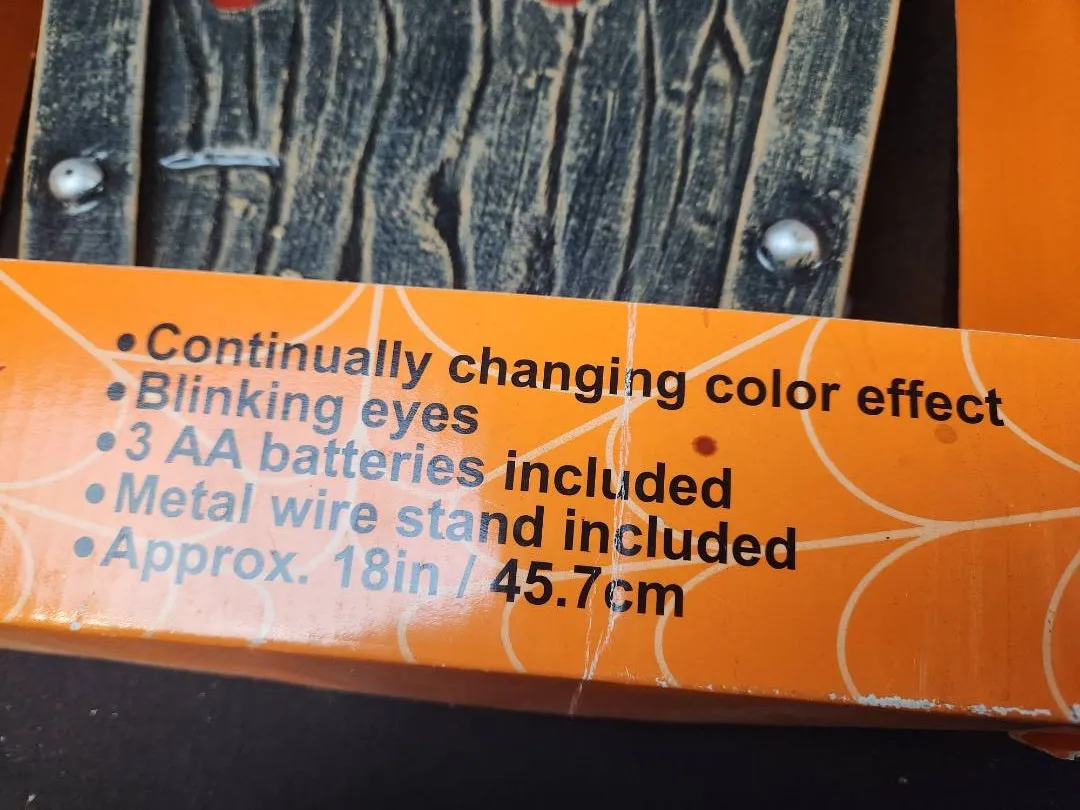 •Continually changing color effect
•Blinking eyes
•3 AA batteries included
•Metal wire stand included
•Approx. 18in / 45.7cm